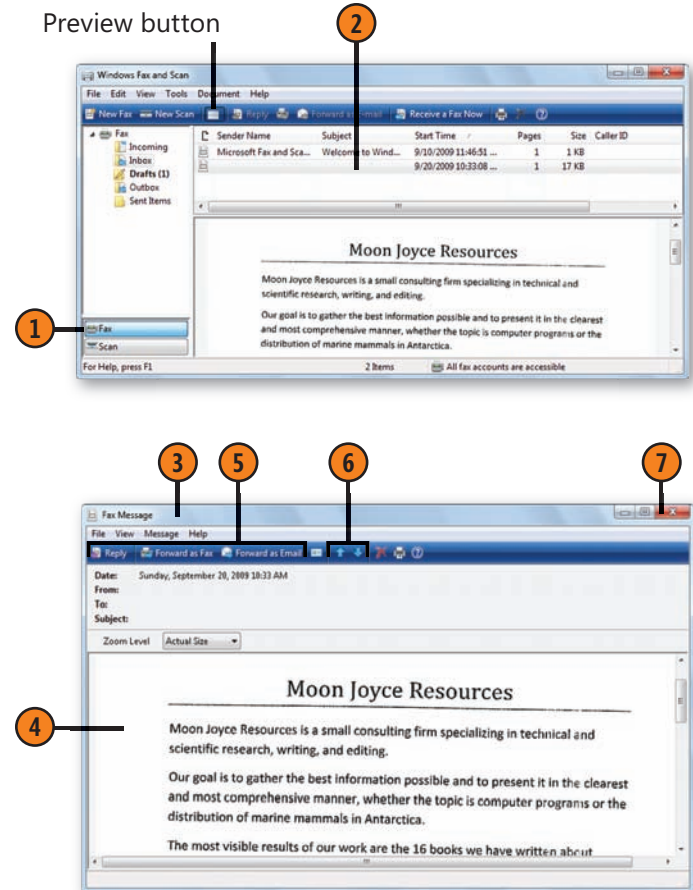 Preview button
2
Windows Fax and Scan
File Edit View Tools Document Help
New Fax New Scan Reply Forward as E-mail Receive a Fax Now
Fax
Incoming
Inbox
Drafts (1)
Outbox
Sent Items
Sender Name Subject Start Time Pages Size Caller ID
Microsoft Fax and Sca... Welcome to Wind... 9/10/2009 11:46:51 ... 1 1 KB
9/20/2009 10:33:08 ... 1 17 KB
Moon Joyce Resources
Moon Joyce Resources is a small consulting firm specializing in technical and
scientific research, writing, and editing.
Our goal is to gather the best information possible and to present it in the clearest
and most comprehensive manner, whether the topic is computer programs or the
distribution of marine mammals in Antarctica.
1
Fax
Scan
For Help, press F1 2 Items All fax accounts are accessible
3 5 6 7
Fax Message
File View Message Help
Reply Forward as Fax Forward as Email
Date: Sunday, September 20, 2009 10:33 AM
From:
To:
Subject:
Zoom Level Actual Size
Moon Joyce Resources
4
Moon Joyce Resources is a small consulting firm specializing in technical and
scientific research, writing, and editing.
Our goal is to gather the best information possible and to present it in the clearest
and most comprehensive manner, whether the topic is computer programs or the
distribution of marine mammals in Antarctica.
The most visible results of our work are the 16 books we have written about